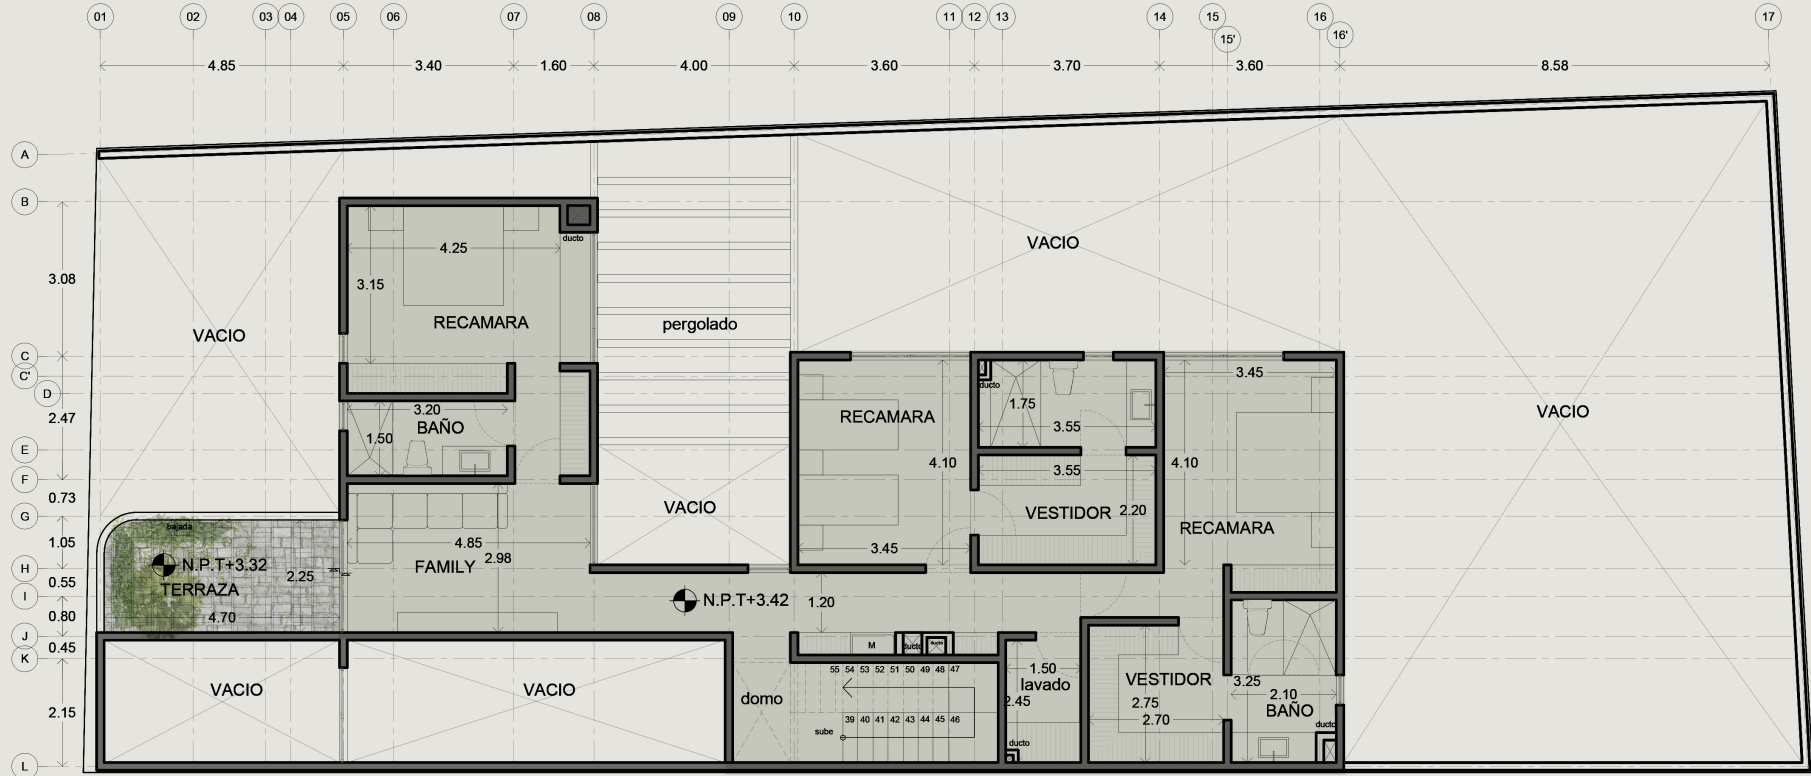 01 02 03 04 05 06 07 08 09 10 11 12 13 14 15 16 17
15' 16'
4.85 3.40 1.60 4.00 3.60 3.70 3.60 8.58
A
B
3.08
C
C'
D
2.47
E
F
0.73
G
1.05
H
0.55
I
0.80
J
0.45
K
2.15
L
VACIO
4.25
3.15
RECAMARA
ducto
pergolado
VACIO
VACIO
3.20
BAÑO
1.50
VACIO
bajada
N.P.T+3.32
TERRAZA
2.25
4.70
4.85
2.98
FAMILY
N.P.T+3.42
1.20
RECAMARA
4.10
3.45
ducto
1.75
3.55
3.55
VESTIDOR
2.20
3.45
4.10
RECAMARA
VACIO
VACIO
domo
M
ducto
ducto
55 54 53 52 51 50 49 48 47
39 40 41 42 43 44 45 46
sube
1.50
lavado
2.45
ducto
VESTIDOR
2.75
2.70
3.25
2.10
BAÑO
ducto